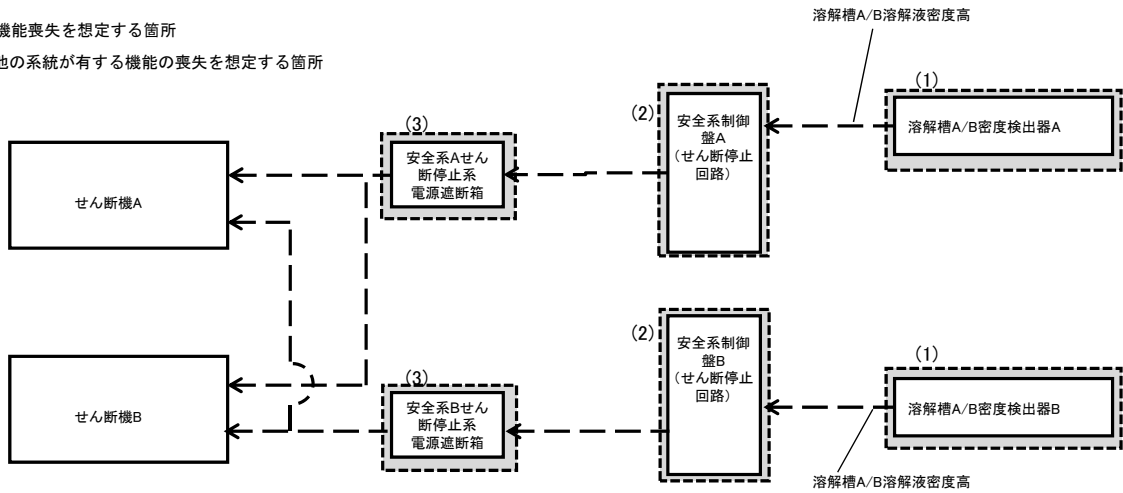 機能喪失を想定する箇所
他の系統が有する機能の喪失を想定する箇所
溶解槽A/B溶解液密度高
(1)
溶解槽A/B密度検出器A
(2)
安全系制御
盤A
(せん断停止
回路)
(3)
安全系Aせん
断停止系
電源遮断箱
せん断機A
(1)
溶解槽A/B密度検出器B
(2)
安全系制御
盤B
(せん断停止
回路)
(3)
安全系Bせん
断停止系
電源遮断箱
せん断機B
溶解槽A/B溶解液密度高